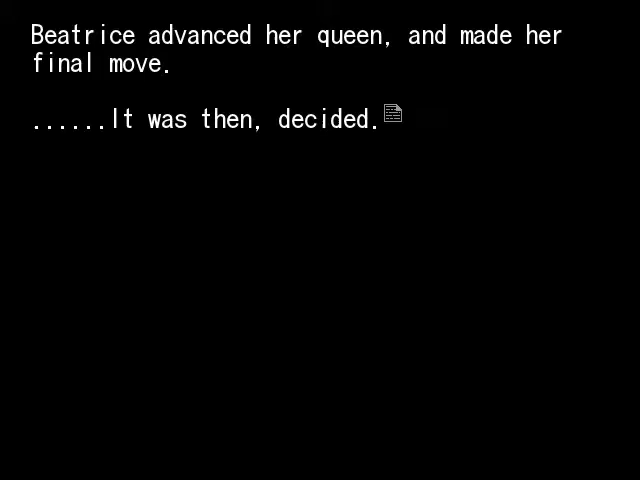 Beatrice advanced her queen, and made her
final move.
......It was then, decided.